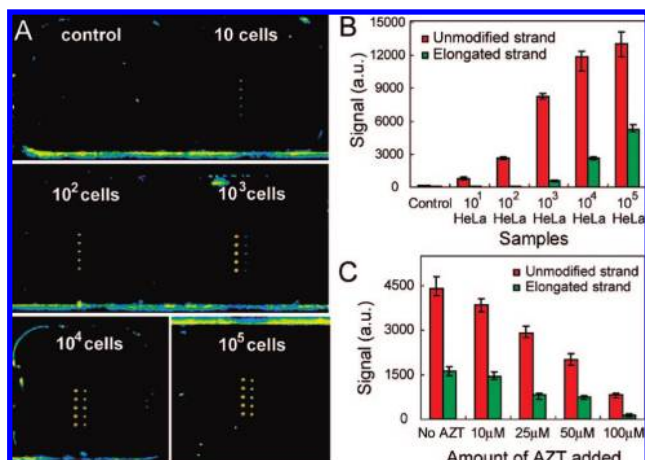 A
control
10 cells
10² cells
10³ cells
10⁴ cells
10⁵ cells
B
Unmodified strand
Elongated strand
15000
12000
9000
6000
3000
0
Signal (a.u.)
Control 10¹ 10² 10³ 10⁴ 10⁵
HeLa HeLa HeLa HeLa HeLa
Samples
C
Unmodified strand
Elongated strand
4500
3000
1500
0
Signal (a.u.)
No AZT 10µM 25µM 50µM 100µM
Amount of AZT added